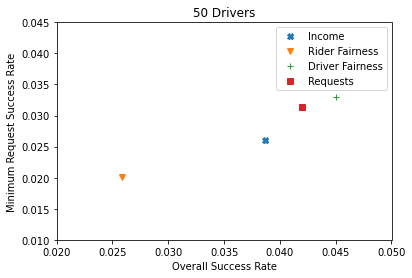 50 Drivers
0.045
0.040
0.035
0.030
0.025
0.020
0.015
0.010
Minimum Request Success Rate
Income
Rider Fairness
Driver Fairness
Requests
0.020
0.025
0.030
0.035
0.040
0.045
0.050
Overall Success Rate